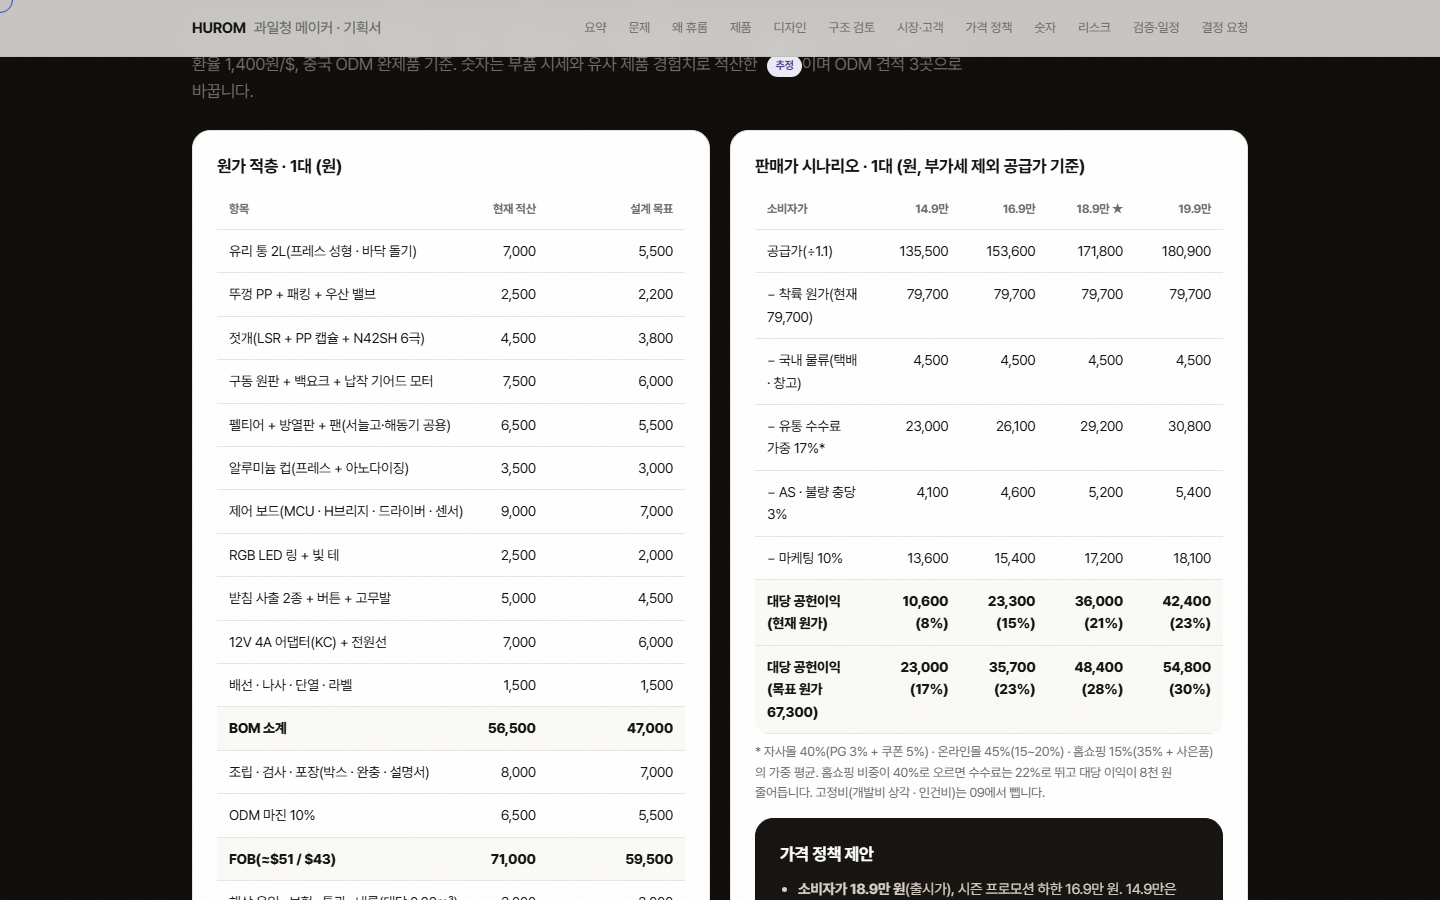 HUROM 과일청 메이커 · 기획서
요약 문제 왜 휴롬 제품 디자인 구조 검토 시장·고객 가격 정책 숫자 리스크 검증·일정 결정 요청
환율 1,400원/$, 중국 ODM 완제품 기준. 숫자는 부품 시세와 유사 제품 경험치로 적산한 추정이며 ODM 견적 3곳으로
바꿉니다.
원가 적층 · 1대 (원)
항목 현재 적산 설계 목표
유리 통 2L(프레스 성형 · 바닥 돌기) 7,000 5,500
뚜껑 PP + 패킹 + 우산 밸브 2,500 2,200
젓개(LSR + PP 캡슐 + N42SH 6극) 4,500 3,800
구동 원판 + 백요크 + 납작 기어드 모터 7,500 6,000
펠티어 + 방열판 + 팬(서늘고·해동기 공용) 6,500 5,500
알루미늄 컵(프레스 + 아노다이징) 3,500 3,000
제어 보드(MCU · H브리지 · 드라이버 · 센서) 9,000 7,000
RGB LED 링 + 빛 테 2,500 2,000
받침 사출 2종 + 버튼 + 고무발 5,000 4,500
12V 4A 어댑터(KC) + 전원선 7,000 6,000
배선 · 나사 · 단열 · 라벨 1,500 1,500
BOM 소계 56,500 47,000
조립 · 검사 · 포장(박스 · 완충 · 설명서) 8,000 7,000
ODM 마진 10% 6,500 5,500
FOB(≈$51 / $43) 71,000 59,500
판매가 시나리오 · 1대 (원, 부가세 제외 공급가 기준)
소비자가 14.9만 16.9만 18.9만 ★ 19.9만
공급가(÷1.1) 135,500 153,600 171,800 180,900
− 착륙 원가(현재 79,700 79,700 79,700 79,700
79,700)
− 국내 물류(택배 4,500 4,500 4,500 4,500
· 창고)
− 유통 수수료 23,000 26,100 29,200 30,800
가중 17%*
− AS · 불량 충당 4,100 4,600 5,200 5,400
3%
− 마케팅 10% 13,600 15,400 17,200 18,100
대당 공헌이익 10,600 23,300 36,000 42,400
(현재 원가) (8%) (15%) (21%) (23%)
대당 공헌이익 23,000 35,700 48,400 54,800
(목표 원가 (17%) (23%) (28%) (30%)
67,300)
* 자사몰 40%(PG 3% + 쿠폰 5%) · 온라인몰 45%(15~20%) · 홈쇼핑 15%(35% + 사은품)
의 가중 평균. 홈쇼핑 비중이 40%로 오르면 수수료는 22%로 뛰고 대당 이익이 8천 원
줄어듭니다. 고정비(개발비 상각 · 인건비)는 09에서 뺍니다.
가격 정책 제안
• 소비자가 18.9만 원(출시가), 시즌 프로모션 하한 16.9만 원. 14.9만은